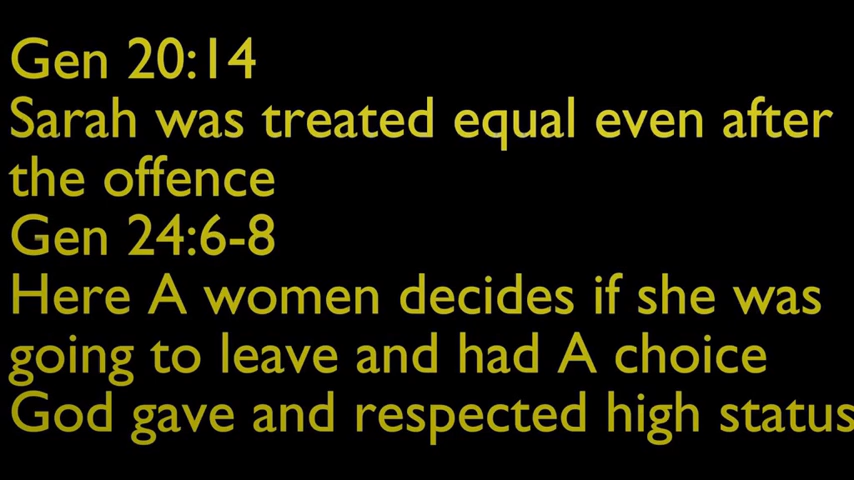 Gen 20:14
Sarah was treated equal even after
the offence
Gen 24:6-8
Here A women decides if she was
going to leave and had A choice
God gave and respected high status